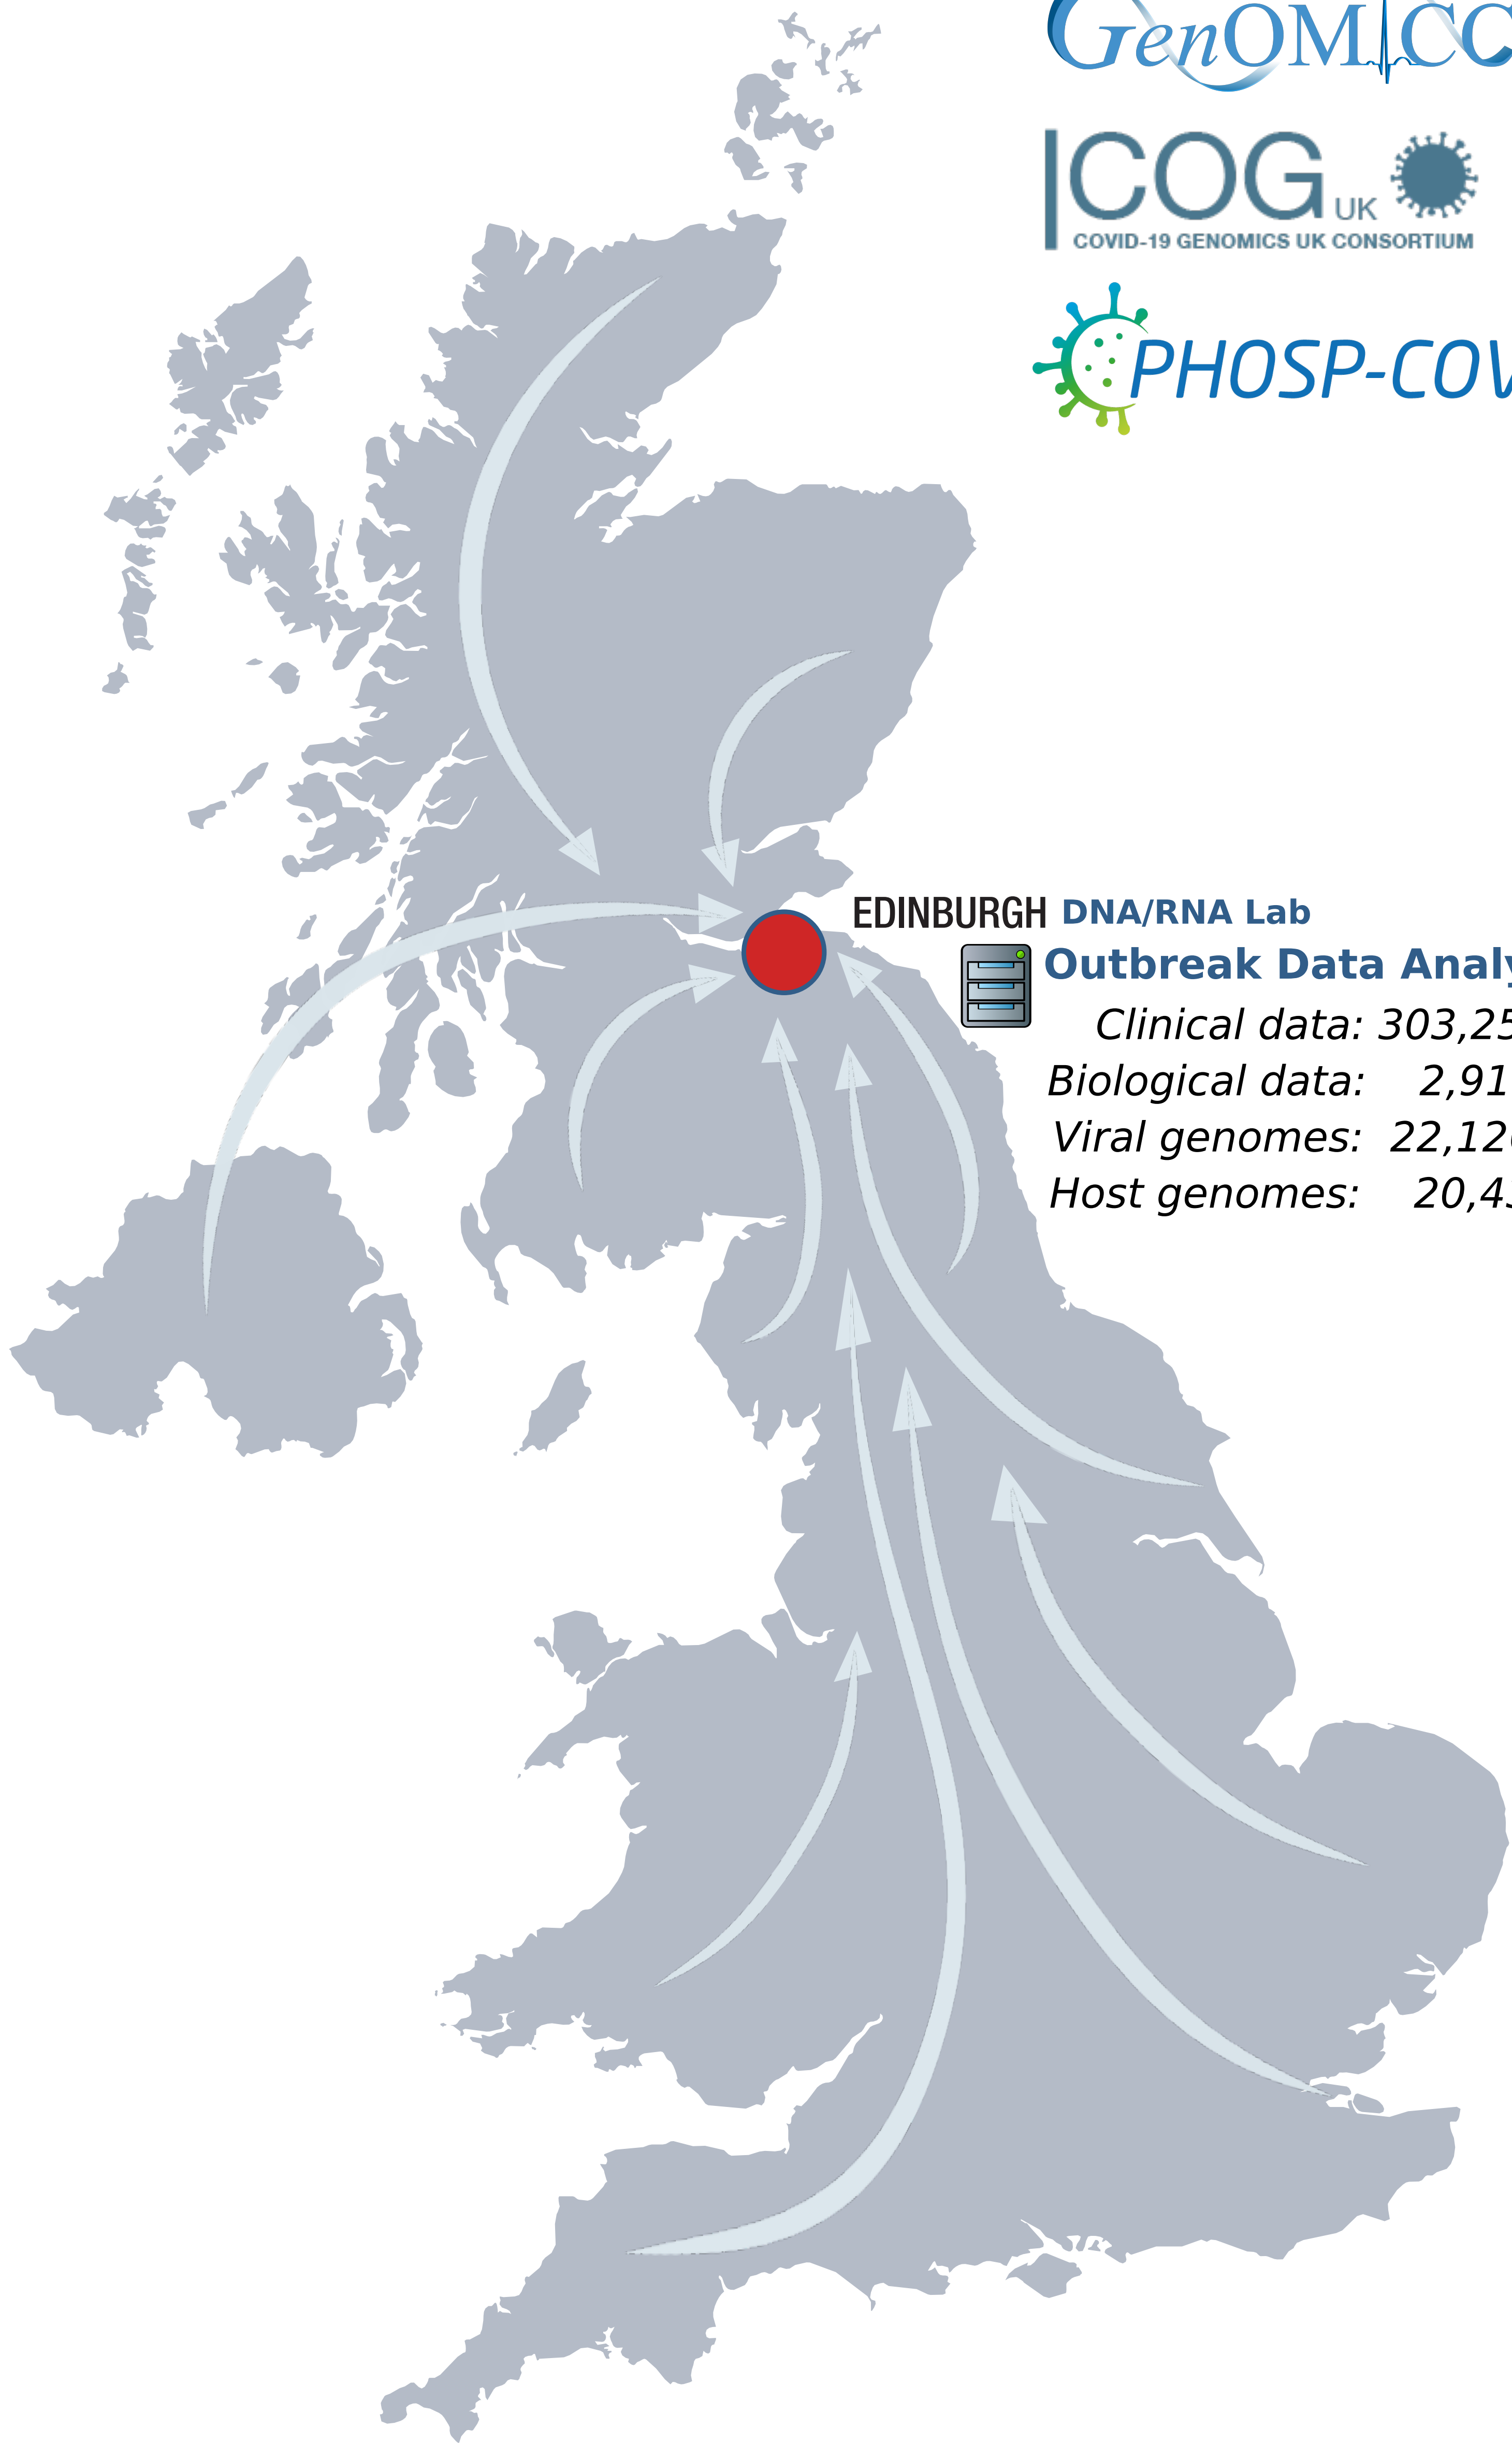 GenOMICC
COG UK
COVID-19 GENOMICS UK CONSORTIUM
PHOSP-COV
EDINBURGH DNA/RNA Lab
Outbreak Data Analy
Clinical data: 303,25
Biological data: 2,91
Viral genomes: 22,12
Host genomes: 20,4